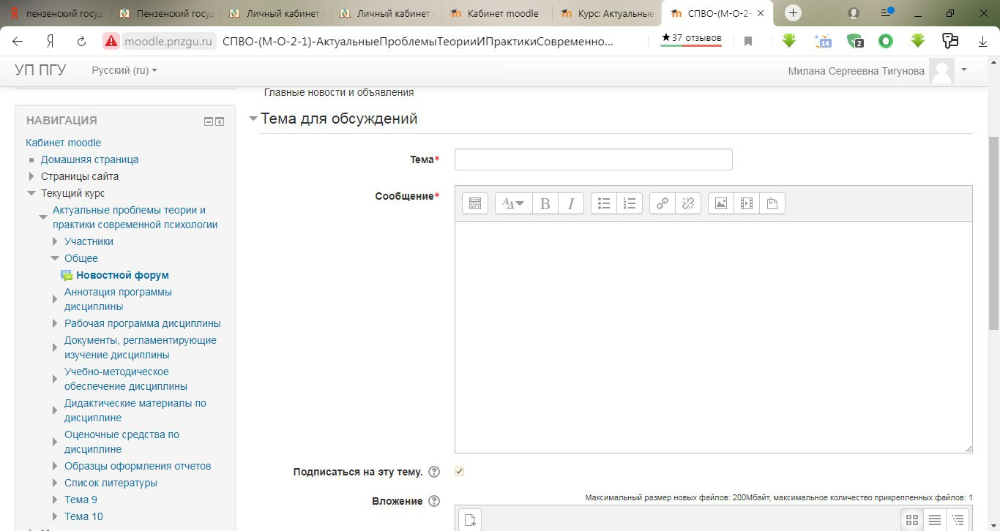 пензенский госуд
Пензенский госуд
Личный кабинет
Личный кабинет
Кабинет moodle
Курс: Актуальные
СПВО-(М-О-2-
moodle.pnzgu.ru
СПВО-(М-О-2-1)-АктуальныеПроблемыТеорииИПрактикиСовременно...
★37 отзывов
14
2
УП ПГУ
Русский (ru)
Милана Сергеевна Тигунова
Главные новости и объявления
НАВИГАЦИЯ
Кабинет moodle
Домашняя страница
Страницы сайта
Текущий курс
Актуальные проблемы теории и
практики современной психологии
Участники
Общее
Новостной форум
Аннотация программы
дисциплины
Рабочая программа дисциплины
Документы, регламентирующие
изучение дисциплины
Учебно-методическое
обеспечение дисциплины
Дидактические материалы по
дисциплине
Оценочные средства по
дисциплине
Образцы оформления отчетов
Список литературы
Тема 9
Тема 10
Тема для обсуждений
Тема*
Сообщение*
Подписаться на эту тему.
Вложение
Максимальный размер новых файлов: 200Мбайт, максимальное количество прикрепленных файлов: 1